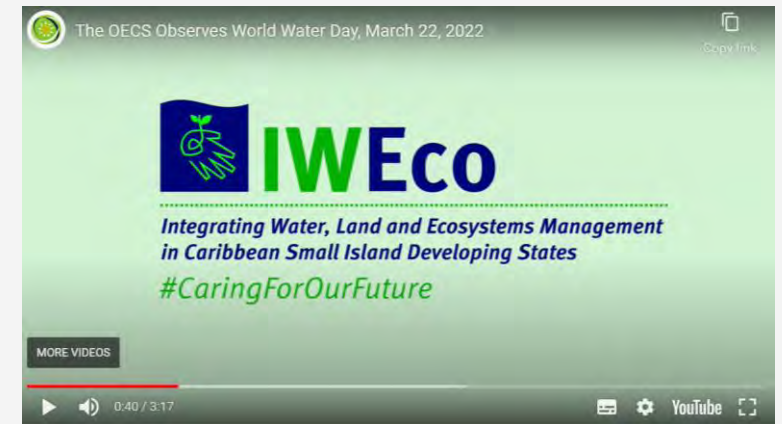 The OECS Observes World Water Day, March 22, 2022
Copy link
IWEco
Integrating Water, Land and Ecosystems Management
in Caribbean Small Island Developing States
#CaringForOurFuture
MORE VIDEOS
0:40 / 3:17
YouTube